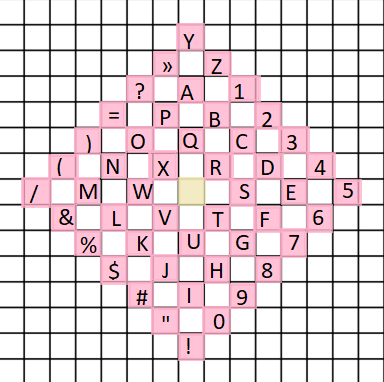 Y
» Z
? A 1
= P B 2
) O Q C 3
( N X R D 4
/ M W S E 5
& L V T F 6
% K U G 7
$ J H 8
# I 9
" 0
!